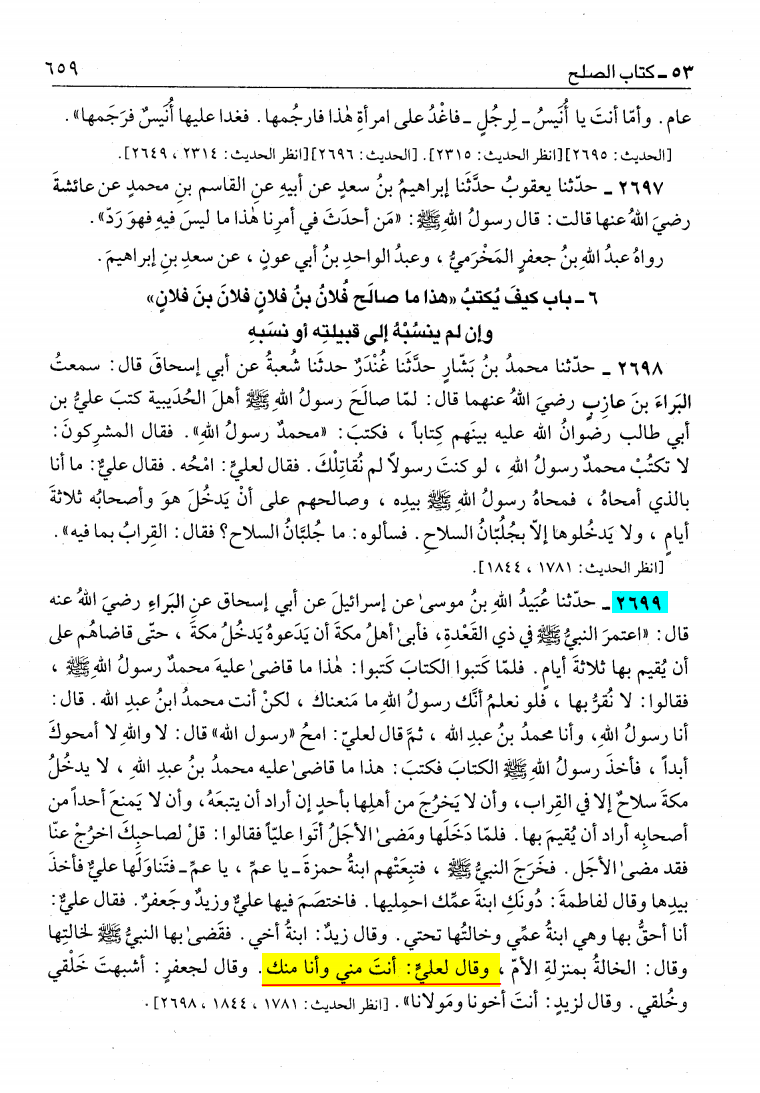 ٥٣ ـ كتاب الصلح ٦٥٩
عام. وأمّا أنتَ يا أُنَيسُ ـ لِرجُلٍ ـ فاغْدُ على امرأةِ هٰذا فارجُمها. فغدا عليها أُنَيسٌ فرَجَمها».
[الحديث: ٢٦٩٥][انظر الحديث: ٢٣١٥]. [الحديث: ٢٦٩٦][انظر الحديث: ٢٣١٤، ٢٦٤٩].
٢٦٩٧ ـ حدّثنا يعقوبُ حدَّثَنا إبراهيمُ بنُ سعدٍ عن أبيهِ عنِ القاسمِ بنِ محمدٍ عن عائشةَ
رضيَ اللهُ عنها قالت: قال رسولُ اللهِ ﷺ: «مَن أحدَثَ في أمرِنا هٰذا ما ليسَ فيهِ فهوَ رَدّ».
رواهُ عبدُ اللهِ بنُ جعفرٍ المَخْرَميُّ، وعبدُ الواحدِ بنُ أبي عونٍ، عن سعدِ بنِ إبراهيمَ.
٦ ـ باب كيفَ يُكتبُ «هذا ما صالَح فُلانُ بنُ فلانٍ فلانَ بنَ فلانٍ»
وإن لم ينسُبْهُ إلى قبيلتِه أو نسَبهِ
٢٦٩٨ ـ حدّثنا محمدُ بنُ بَشّارٍ حدَّثَنا غُنْدَرٌ حدثَنا شُعبةُ عن أبي إسحاقَ قال: سمعتُ
البَراءَ بنَ عازِبٍ رضيَ اللهُ عنهما قال: لمّا صالَحَ رسولُ اللهِ ﷺ أهلَ الحُدَيبية كتبَ عليُّ بن
أبي طالب رضوانُ الله عليه بينَهم كِتاباً، فكتبَ: «محمدٌ رسولُ اللهِ». فقال المشركونَ:
لا تكتُبْ محمدٌ رسولُ اللهِ، لو كنتَ رسولاً لم نُقاتِلْكَ. فقال لعليّ: امْحُه. فقال عليٌّ: ما أنا
بالذي أمحاهُ، فمحاهُ رسولُ اللهِ ﷺ بيدِه، وصالحهم على أنْ يَدخُلَ هوَ وأصحابُه ثلاثةَ
أيامٍ، ولا يَدخُلوها إلاّ بجُلُبّانُ السلاحِ. فسألوه: ما جُلبَّانُ السلاح؟ فقال: القِرابُ بما فيه».
[انظر الحديث: ١٧٨١، ١٨٤٤].
٢٦٩٩ ـ حدّثنا عُبَيدُ اللهِ بنُ موسىٰ عن إسرائيلَ عن أبي إسحاق عنِ البَراءِ رضيَ اللهُ عنه
قال: «اعتمرَ النبيُّ ﷺ في ذي القَعْدةِ، فأبىٰ أهلُ مكةَ أن يَدَعوهُ يَدخُلُ مكةَ، حتّى قاضاهُم على
أن يُقيم بها ثلاثةَ أيامٍ. فلمّا كَتبوا الكتابَ كَتبوا: هٰذا ما قاضىٰ عليهَ محمدٌ رسولُ اللهِ ﷺ،
فقالوا: لا نُقرُّ بها، فلو نعلمُ أنَّك رسولُ اللهِ ما مَنعناك، لكنْ أنت محمدُ ابنُ عبدِ الله. قال:
أنا رسولُ اللهِ، وأنا محمدُ بنُ عبدِ الله، ثمَّ قال لعليّ: امحُ «رسول الله» قال: لا واللهِ لا أمحوكَ
أبداً، فأخذَ رسولُ اللهِ ﷺ الكتابَ فكتبَ: هذا ما قاضىٰ عليه محمدُ بنُ عبدِ اللهِ، لا يدخُلُ
مكةَ سلاحٌ إلا في القِراب، وأن لا يَخرُجَ من أهلِها بأحدٍ إن أراد أن يتبعَهُ، وأن لا يَمنعَ أحداً من
أصحابِه أراد أن يُقيمَ بها. فلمّا دَخَلَها ومَضىٰ الأجَلُ أتَوا عليّاً فقالوا: قلْ لصاحبِكَ اخرُجْ عنّا
فقد مضىٰ الأجَل. فخَرَجَ النبيُّ ﷺ، فتبِعَتْهم ابنةُ حمزةَ ـ يا عمِّ، يا عمِّ ـ فتَناوَلَها عليٌّ فأخذَ
بيدِها وقال لفاطمةَ: دُونَكِ ابنةَ عمِّك احمِليها. فاختصَمَ فيها عليٌّ وزيدٌ وجَعفرٌ. فقال عليٌّ:
أنا أحقُّ بها وهي ابنةُ عمِّي وخالتُها تحتي. وقال زيدٌ: ابنةُ أخي. فقَضىٰ بها النبيُّ ﷺ لخالتِها
وقال: الخالةُ بمنزلةِ الأمّ، وقال لعليٍّ: أنتَ مني وأنا منك. وقال لجعفرٍ: أشبهتَ خَلْقي
وخُلقي. وقال لزيدٍ: أنتَ أخونا ومَولانا». [انظر الحديث: ١٧٨١، ١٨٤٤، ٢٦٩٨].